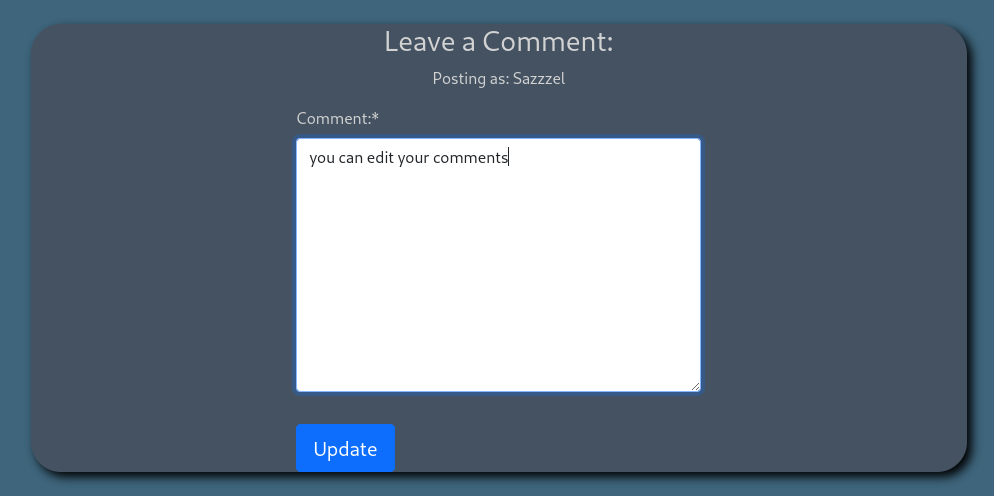 Leave a Comment:
Posting as: Sazzzel
Comment:*
you can edit your comments
Update